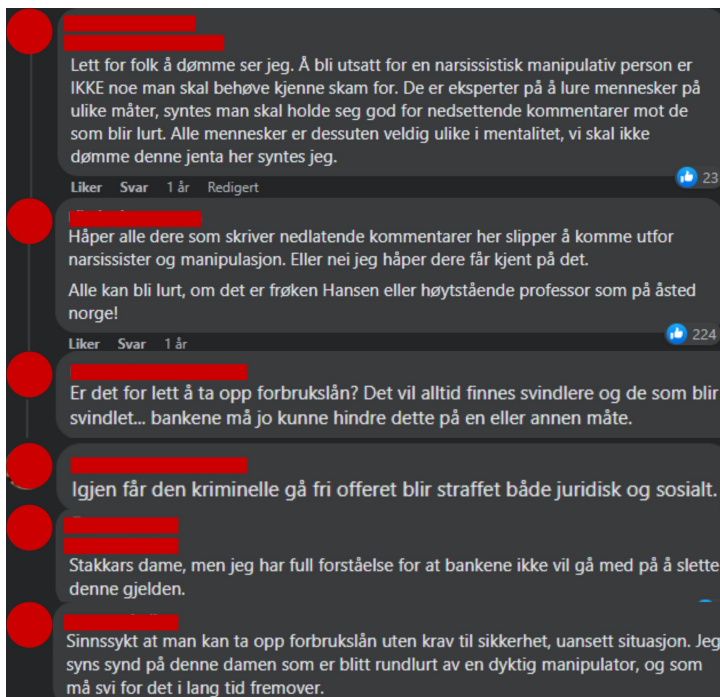 Lett for folk å dømme ser jeg. Å bli utsatt for en narsissistisk manipulativ person er
IKKE noe man skal behøve kjenne skam for. De er eksperter på å lure mennesker på
ulike måter, syntes man skal holde seg god for nedsettende kommentarer mot de
som blir lurt. Alle mennesker er dessuten veldig ulike i mentalitet, vi skal ikke
dømme denne jenta her syntes jeg.
23
Liker Svar 1 år Redigert
Håper alle dere som skriver nedlatende kommentarer her slipper å komme utfor
narsissister og manipulasjon. Eller nei jeg håper dere får kjent på det.
Alle kan bli lurt, om det er frøken Hansen eller høytstående professor som på åsted
norge!
224
Liker Svar 1 år
Er det for lett å ta opp forbrukslån? Det vil alltid finnes svindlere og de som blir
svindlet... bankene må jo kunne hindre dette på en eller annen måte.
Igjen får den kriminelle gå fri offeret blir straffet både juridisk og sosialt.
Stakkars dame, men jeg har full forståelse for at bankene ikke vil gå med på å slette
denne gjelden.
Sinnssykt at man kan ta opp forbrukslån uten krav til sikkerhet, uansett situasjon. Jeg
syns synd på denne damen som er blitt rundlurt av en dyktig manipulator, og som
må svi for det i lang tid fremover.